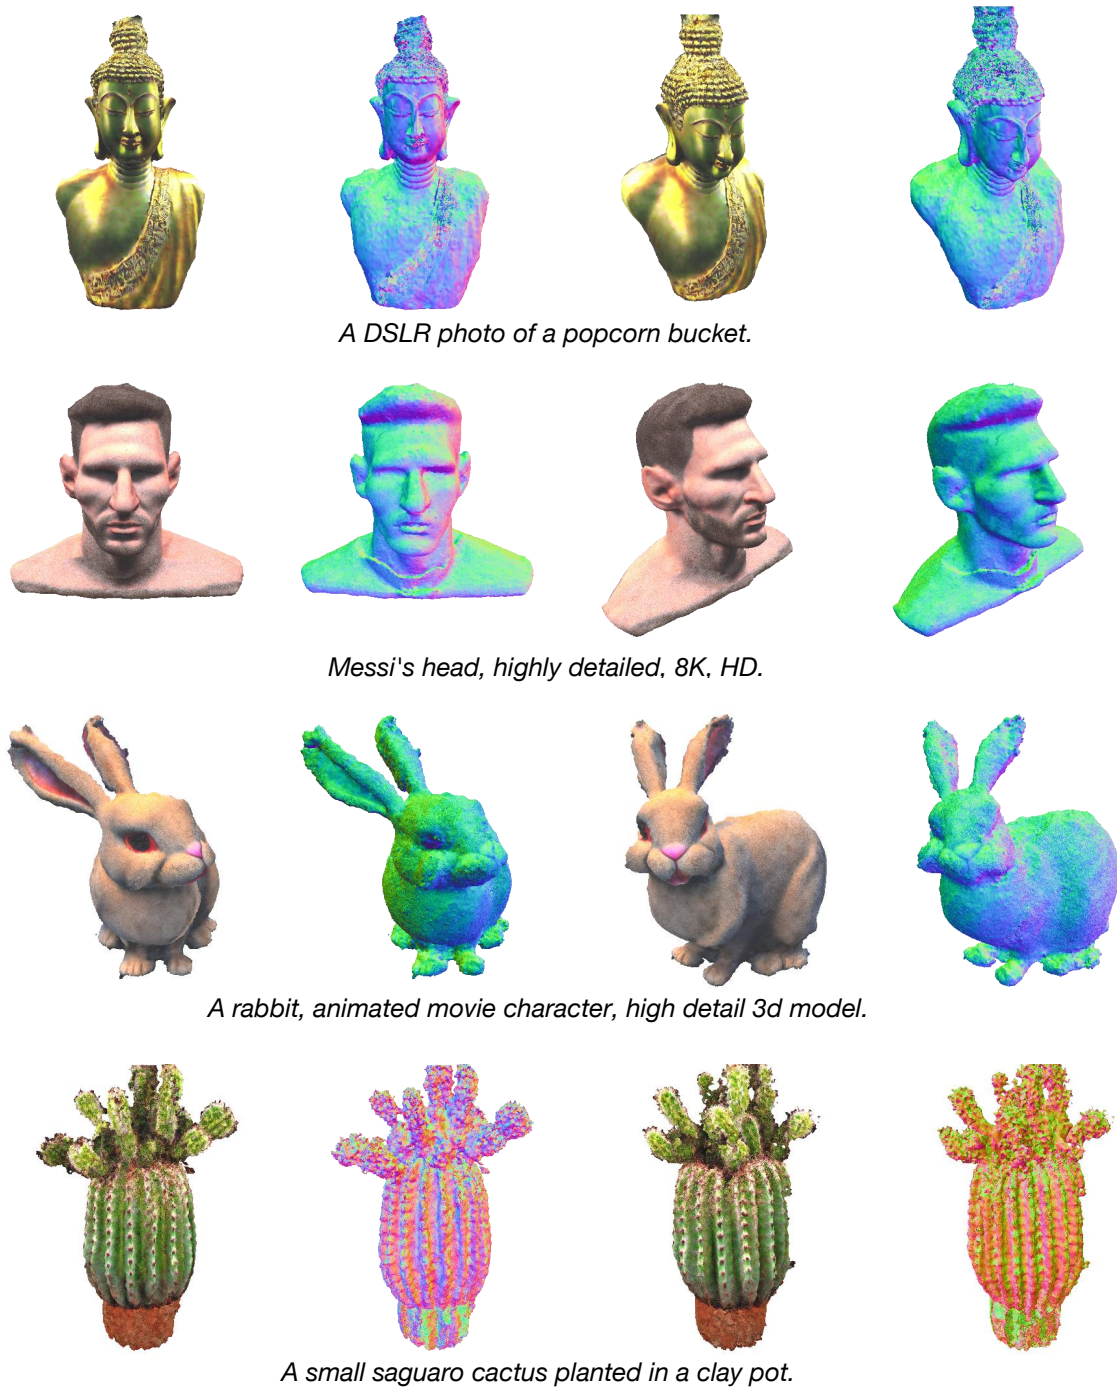 A DSLR photo of a popcorn bucket.
Messi's head, highly detailed, 8K, HD.
A rabbit, animated movie character, high detail 3d model.
A small saguaro cactus planted in a clay pot.